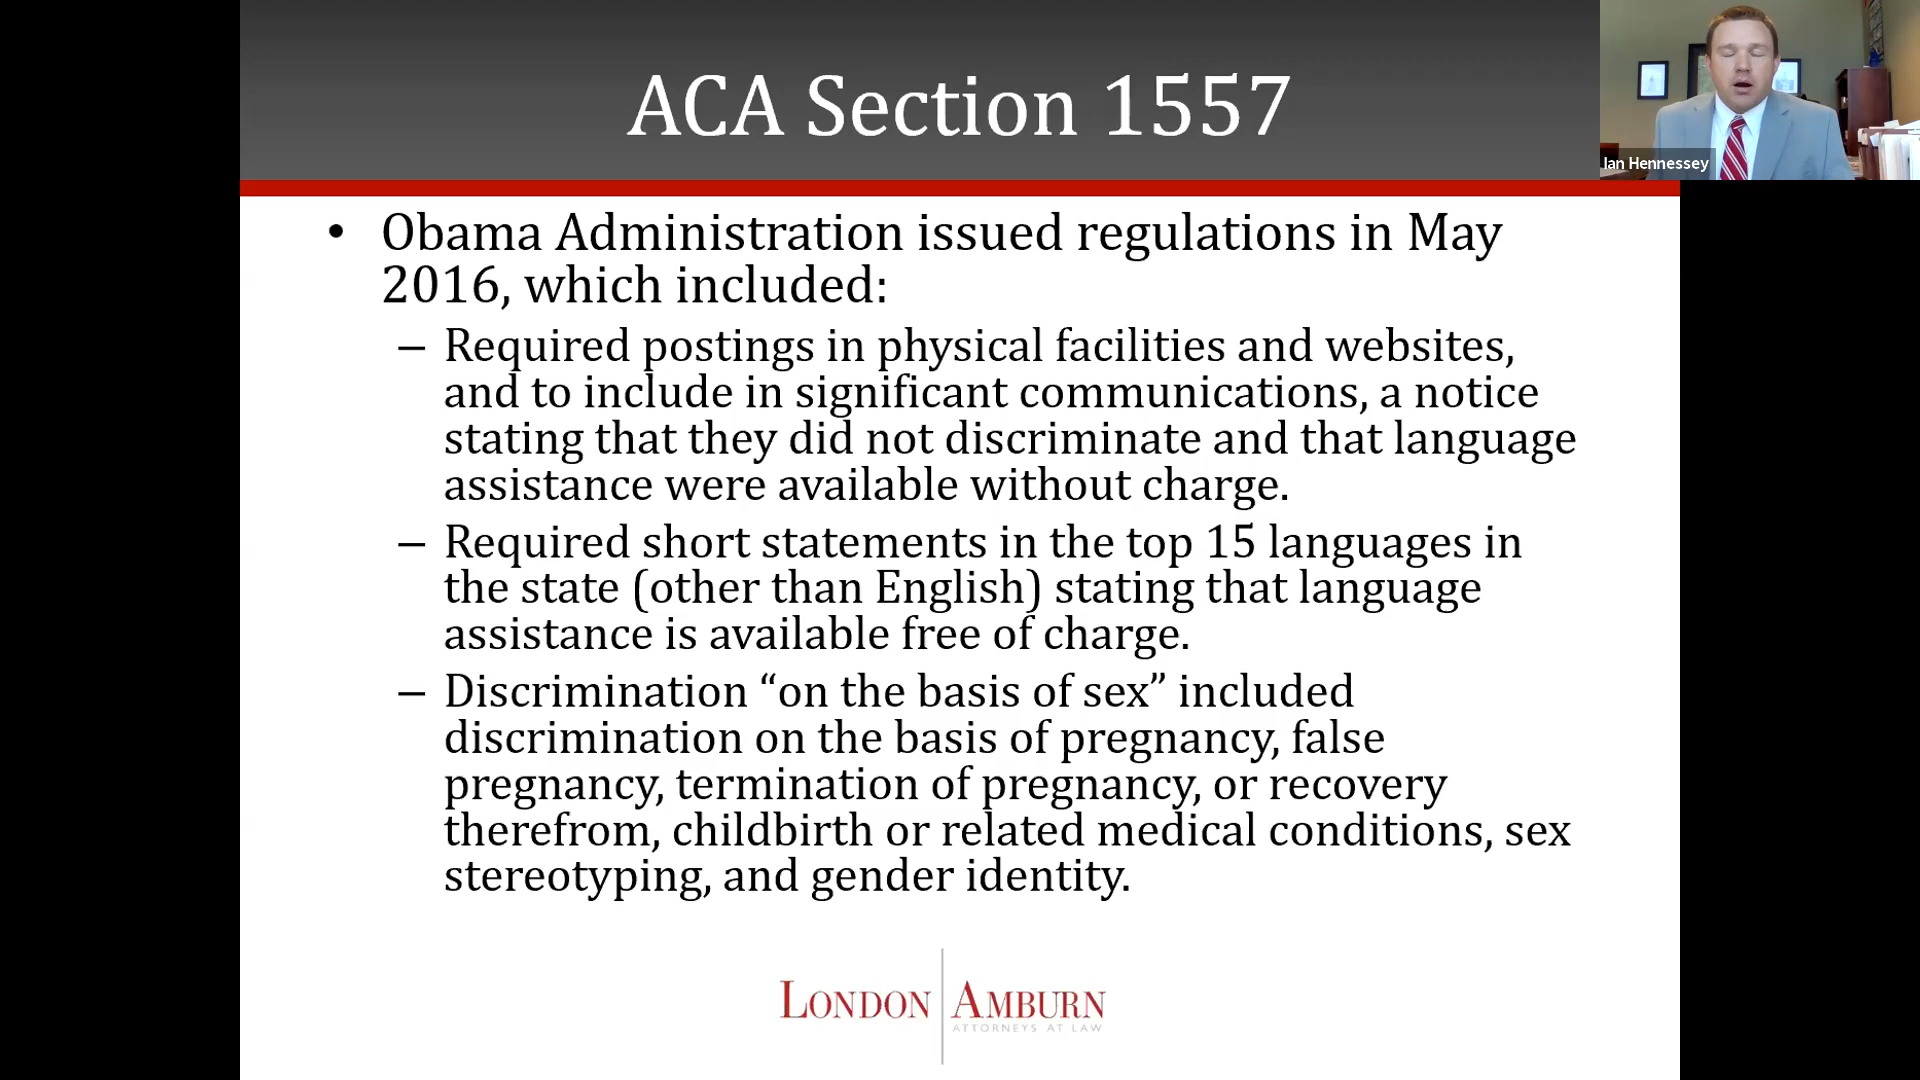 ACA Section 1557
Ian Hennessey
• Obama Administration issued regulations in May
2016, which included:
– Required postings in physical facilities and websites,
and to include in significant communications, a notice
stating that they did not discriminate and that language
assistance were available without charge.
– Required short statements in the top 15 languages in
the state (other than English) stating that language
assistance is available free of charge.
– Discrimination “on the basis of sex” included
discrimination on the basis of pregnancy, false
pregnancy, termination of pregnancy, or recovery
therefrom, childbirth or related medical conditions, sex
stereotyping, and gender identity.
LONDON AMBURN
ATTORNEYS AT LAW